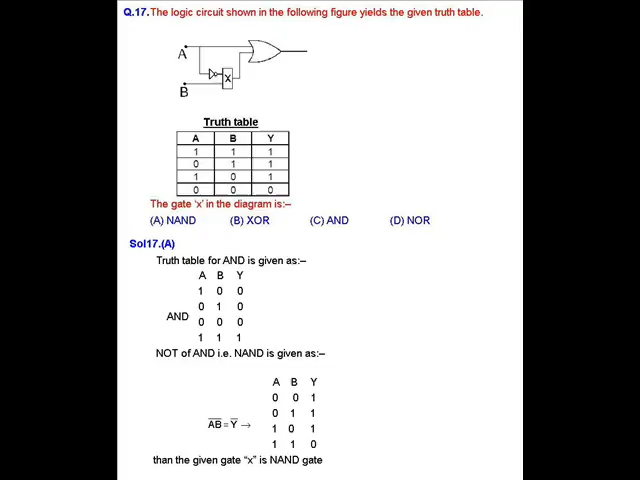 Q.17.The logic circuit shown in the following figure yields the given truth table.
A
X
B
Truth table
A B Y
1 1 1
0 1 1
1 0 1
0 0 0
The gate 'x' in the diagram is:–
(A) NAND (B) XOR (C) AND (D) NOR
Sol17.(A)
Truth table for AND is given as:–
A B Y
1 0 0
0 1 0
AND
0 0 0
1 1 1
NOT of AND i.e. NAND is given as:–
A B Y
0 0 1
0 1 1
A̅B̅ = Y̅ →
1 0 1
1 1 0
than the given gate “x” is NAND gate